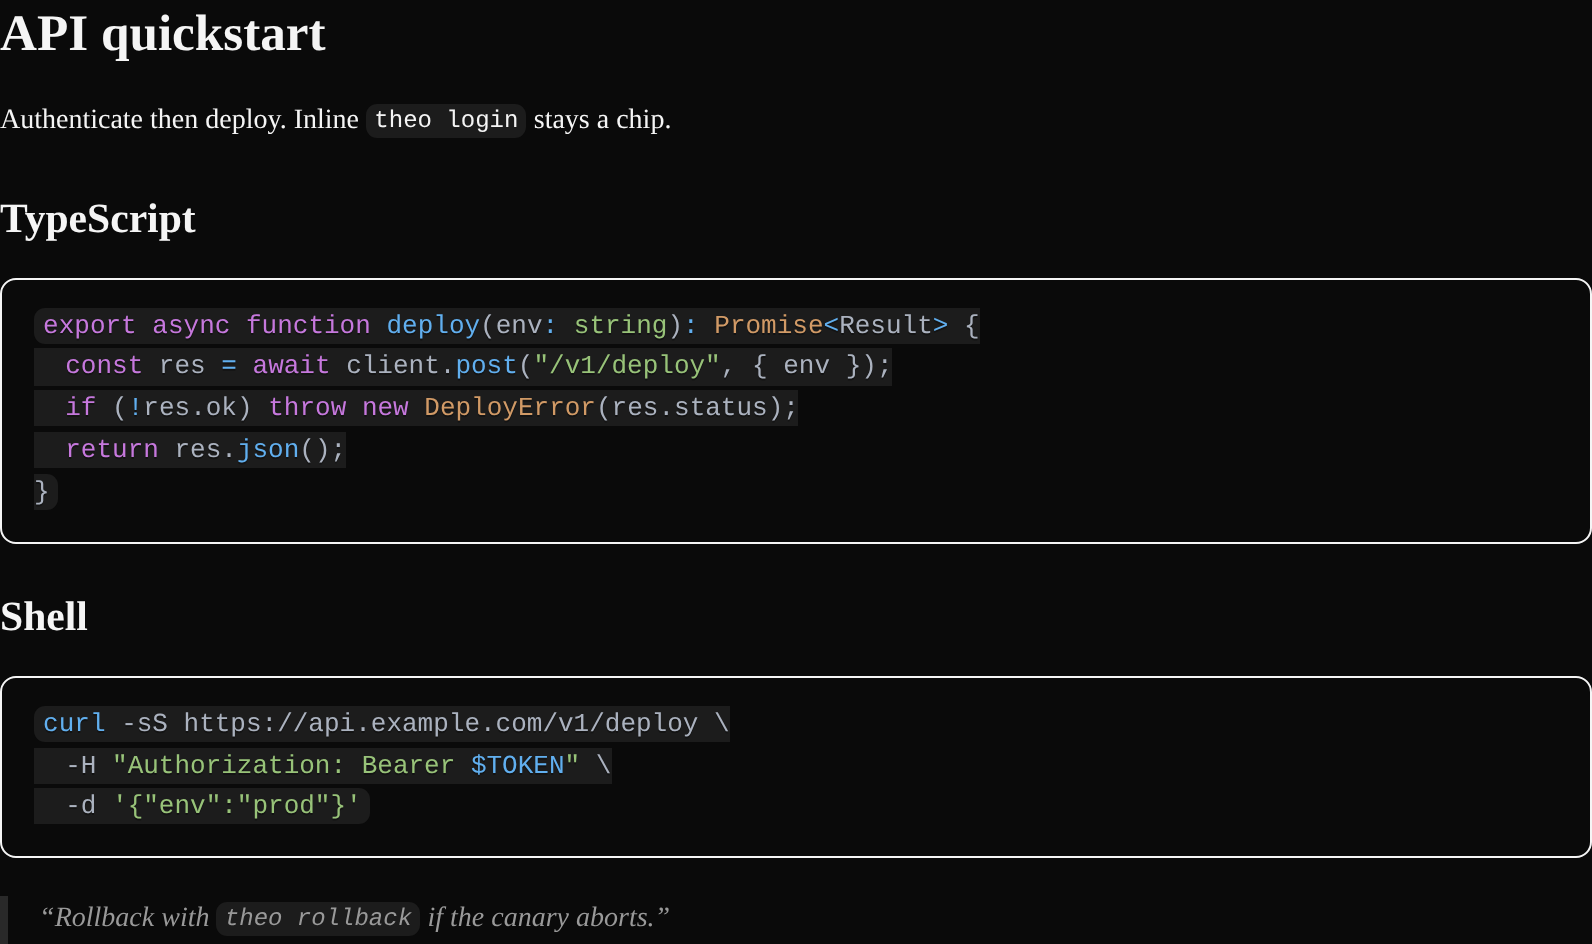 API quickstart
Authenticate then deploy. Inline theo login stays a chip.
TypeScript
export async function deploy(env: string): Promise<Result> {
  const res = await client.post("/v1/deploy", { env });
  if (!res.ok) throw new DeployError(res.status);
  return res.json();
}
Shell
curl -sS https://api.example.com/v1/deploy \
  -H "Authorization: Bearer $TOKEN" \
  -d '{"env":"prod"}'
“Rollback with theo rollback if the canary aborts.”